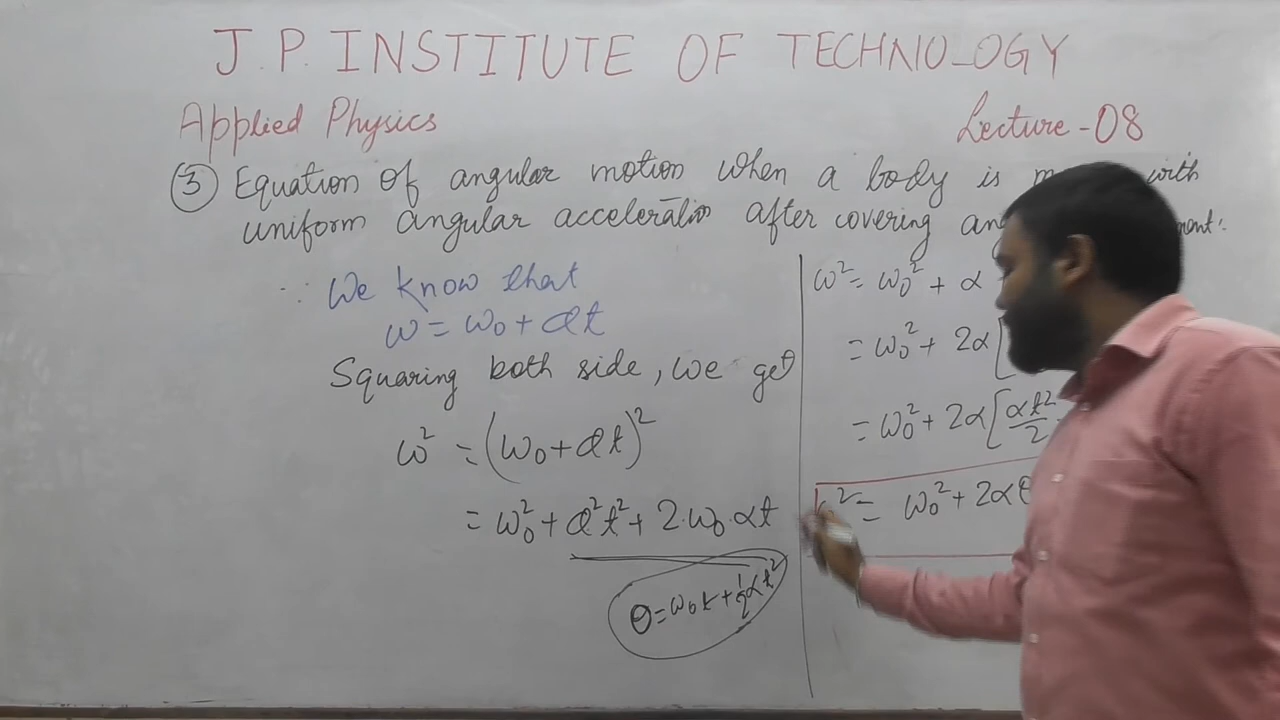 J.P. INSTITUTE OF TECHNOLOGY
Applied Physics
Lecture-08
③ Equation of angular motion when a body is with
uniform angular acceleration after covering
∵ We know that
ω = ω₀ + αt
Squaring both side, we get
ω² = (ω₀ + αt)²
= ω₀² + α²t² + 2·ω₀·αt
θ = ω₀t + ½αt²
ω² = ω₀² + α
= ω₀² + 2α[
= ω₀² + 2α[αt²/2
ω² = ω₀² + 2αθ